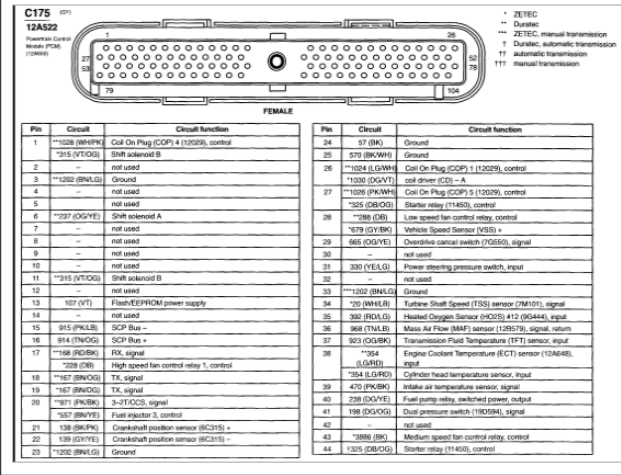 C175 (GY)
12A522
Powertrain Control
Module (PCM)
(12A650)
* ZETEC
** Duratec
*** ZETEC, manual transmission
† Duratec, automatic transmission
†† automatic transmission
††† manual transmission
1 26
27 52
53 78
79 104
FEMALE
Pin Circuit Circuit function
1 **1028 (WH/PK) Coil On Plug (COP) 4 (12029), control
*315 (VT/OG) Shift solenoid B
2 – not used
3 **1202 (BN/LG) Ground
4 – not used
5 not used
6 **237 (OG/YE) Shift solenoid A
7 – not used
8 – not used
9 – not used
10 – not used
11 **315 (VT/OG) Shift solenoid B
12 – not used
13 107 (VT) Flash/EEPROM power supply
14 – not used
15 915 (PK/LB) SCP Bus –
16 914 (TN/OG) SCP Bus +
17 **168 (RD/BK) RX, signal
*228 (DB) High speed fan control relay 1, control
18 **167 (BN/OG) TX, signal
19 *167 (BN/OG) TX, signal
20 **971 (PK/BK) 3–2T/CCS, signal
*557 (BN/YE) Fuel injector 3, control
21 138 (BK/PK) Crankshaft position sensor (6C315) +
22 139 (GY/YE) Crankshaft position sensor (6C315) –
23 *1202 (BN/LG) Ground
Pin Circuit Circuit function
24 57 (BK) Ground
25 570 (BK/WH) Ground
26 **1024 (LG/WH) Coil On Plug (COP) 1 (12029), control
*1030 (DG/VT) coil driver (CD) – A
27 **1026 (PK/WH) Coil On Plug (COP) 5 (12029), control
*325 (DB/OG) Starter relay (11450), control
28 **288 (DB) Low speed fan control relay, control
*679 (GY/BK) Vehicle Speed Sensor (VSS) +
29 665 (OG/YE) Overdrive cancel switch (7G550), signal
30 – not used
31 330 (YE/LG) Power steering pressure switch, input
32 – not used
33 ***1202 (BN/LG) Ground
34 *20 (WH/LB) Turbine Shaft Speed (TSS) sensor (7M101), signal
35 392 (RD/LG) Heated Oxygen Sensor (HO2S) #12 (9G444), input
36 968 (TN/LB) Mass Air Flow (MAF) sensor (12B579), signal, return
37 923 (OG/BK) Transmission Fluid Temperature (TFT) sensor, input
38 **354 Engine Coolant Temperature (ECT) sensor (12A648),
(LG/RD) input
*354 (LG/RD) Cylinder head temperature sensor, input
39 470 (PK/BK) Intake air temperature sensor, signal
40 238 (DG/YE) Fuel pump relay, switched power, output
41 198 (DG/OG) Dual pressure switch (19D594), signal
42 – not used
43 *3886 (BK) Medium speed fan control relay, control
44 †325 (DB/OG) Starter relay (11450), control